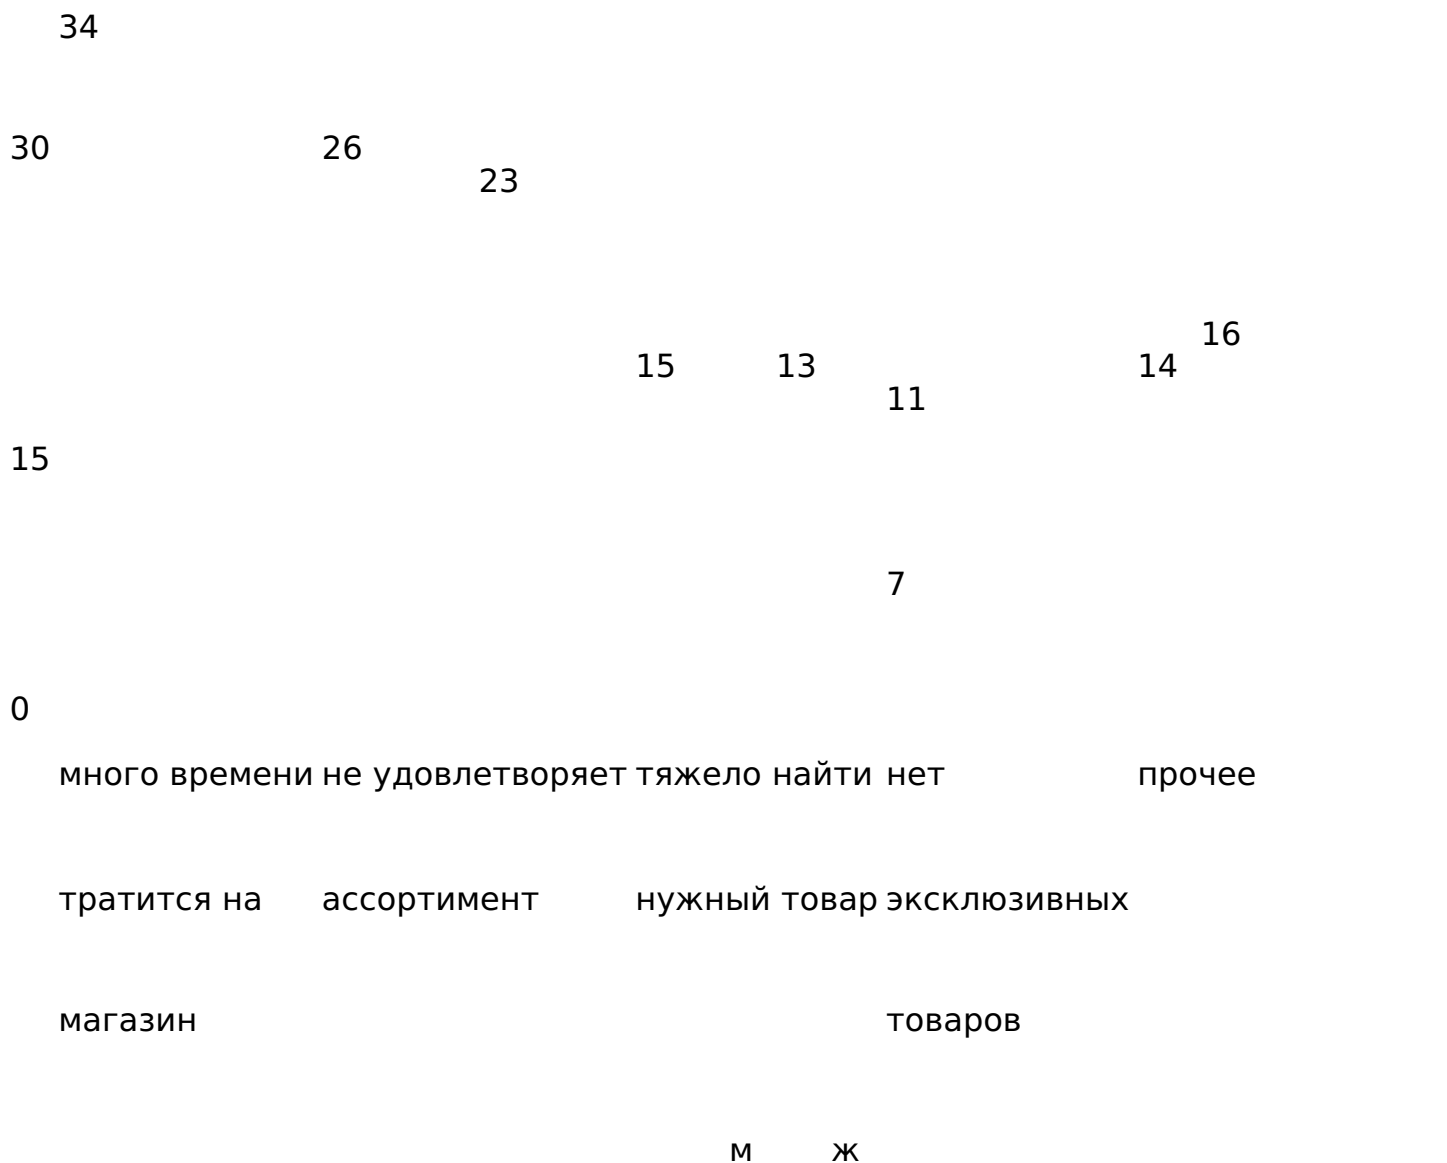 34
30 26
23
16
15 13 14
11
15
7
0
много времени не удовлетворяет тяжело найти нет прочее
тратится на ассортимент нужный товар эксклюзивных
магазин товаров
м ж